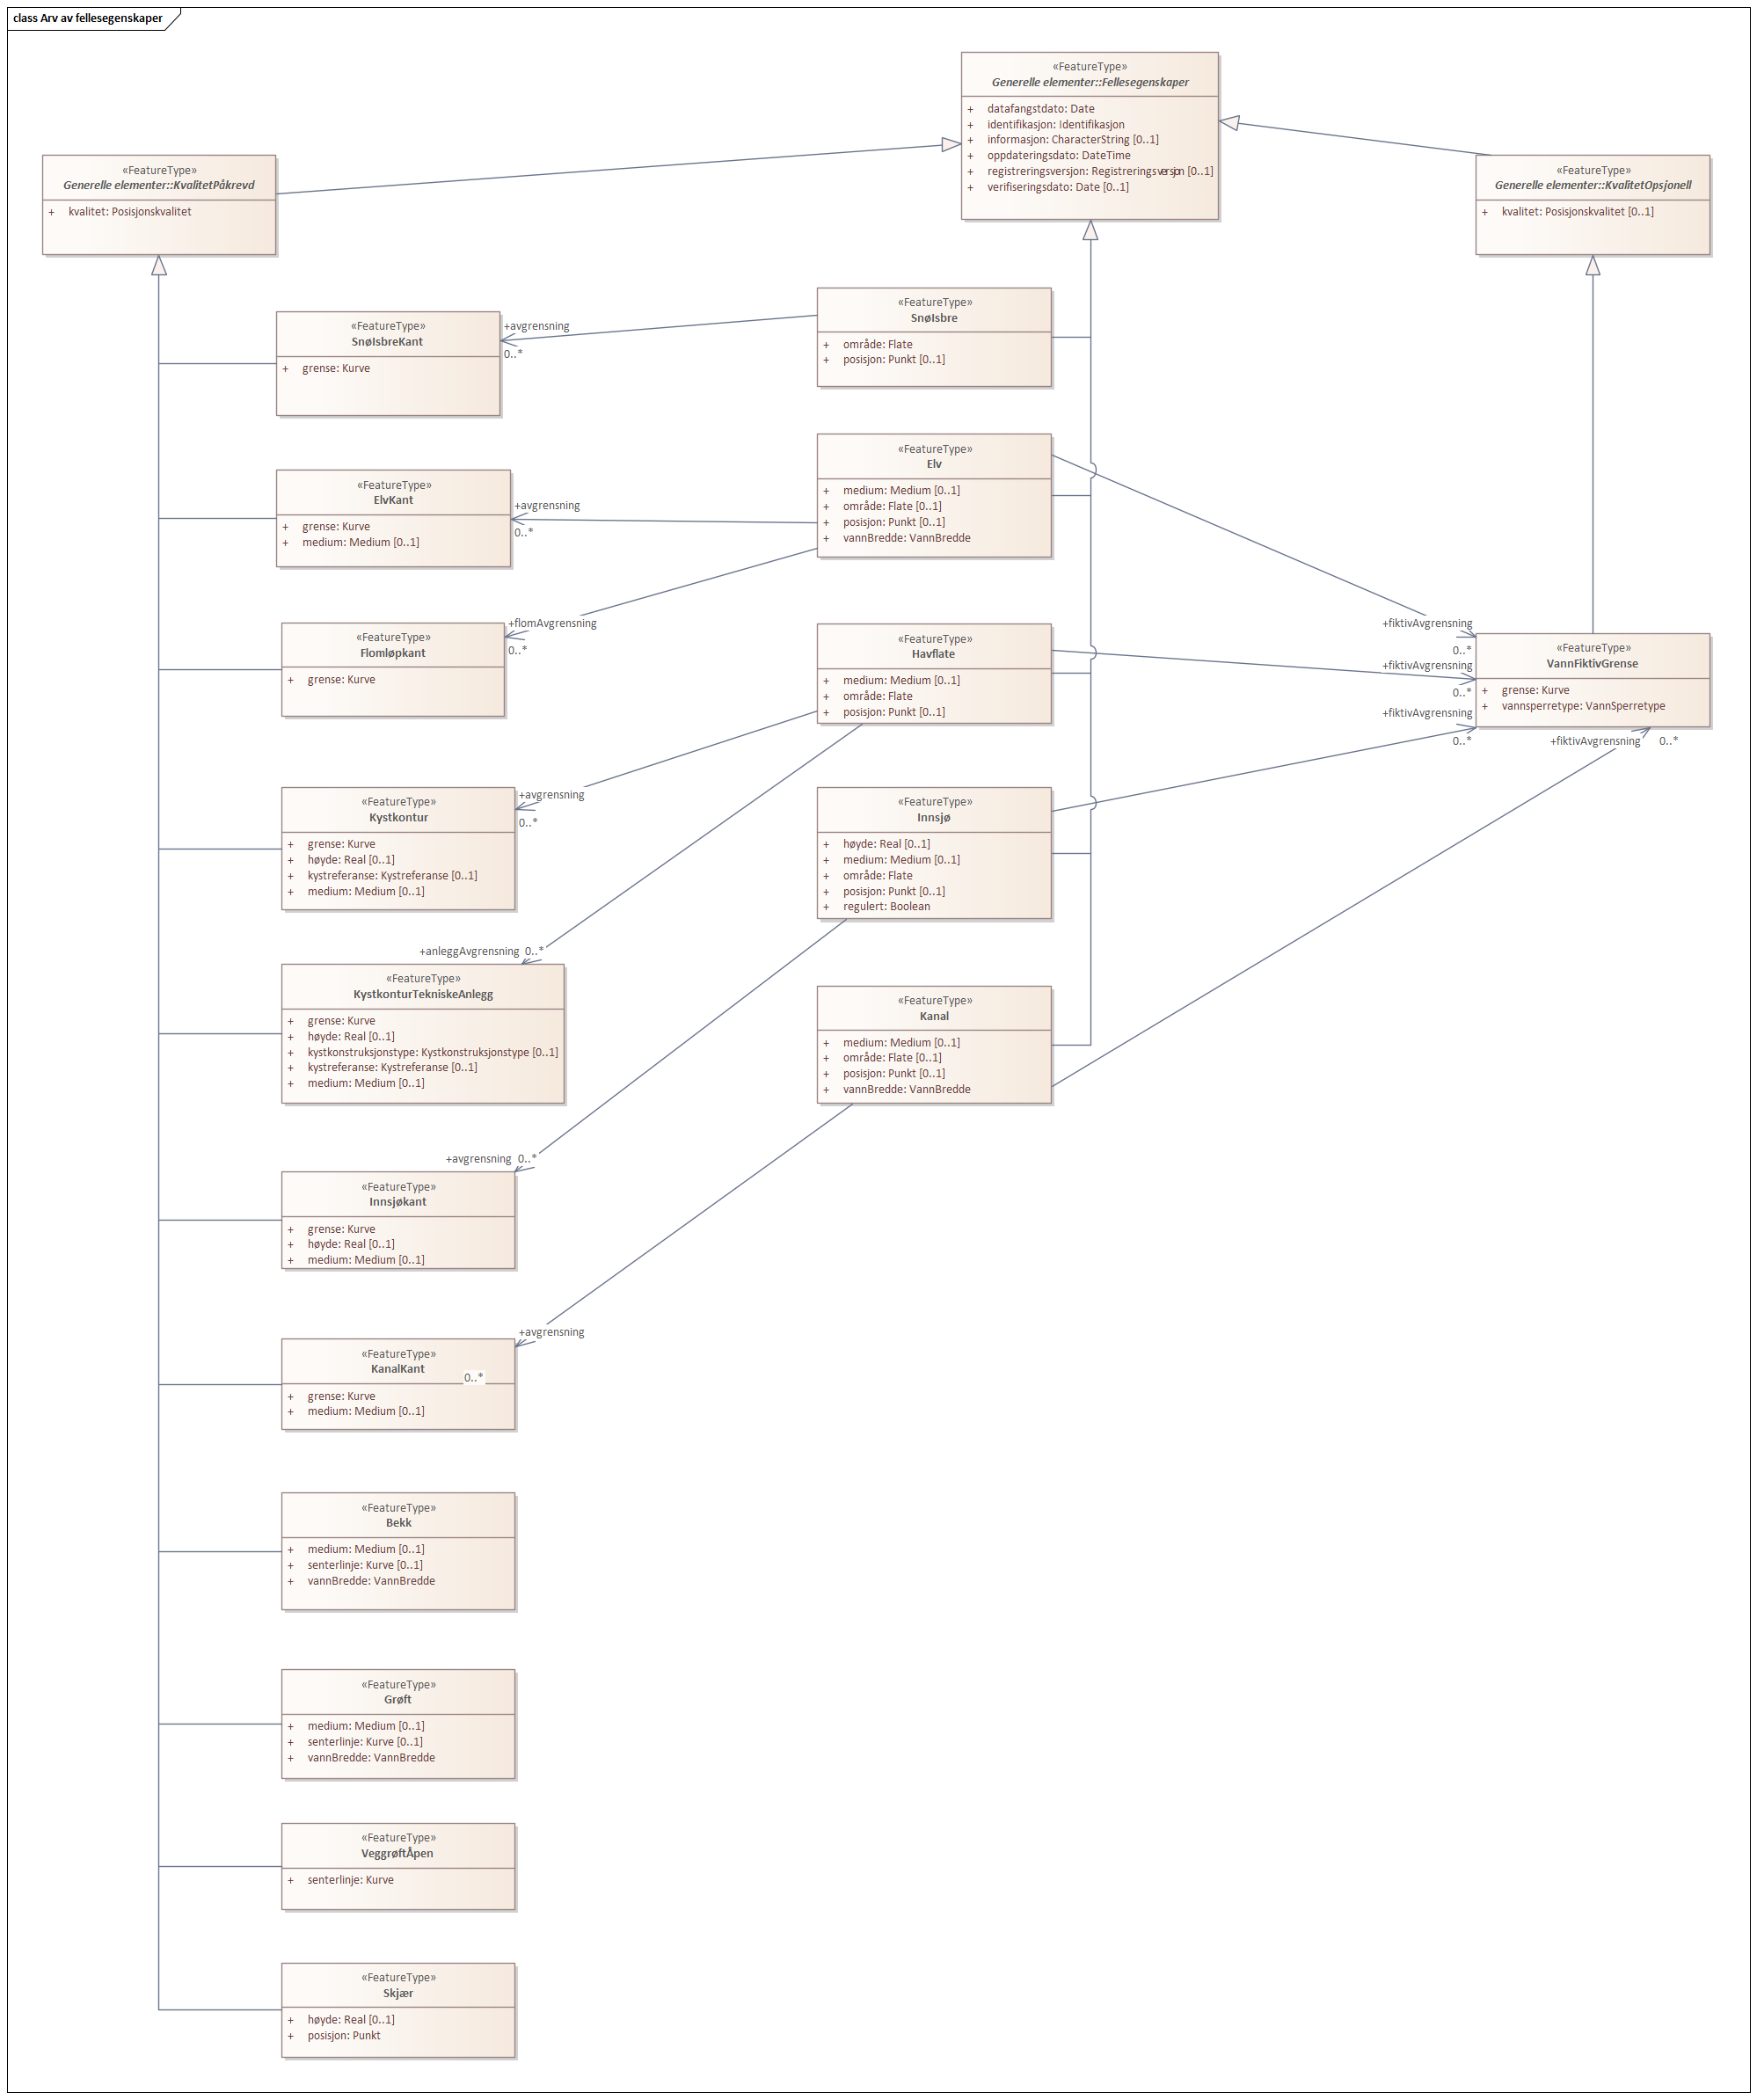 class Arv av fellesegenskaper
«FeatureType»
Generelle elementer::Fellesegenskaper
+ datafangstdato: Date
+ identifikasjon: Identifikasjon
+ informasjon: CharacterString [0..1]
+ oppdateringsdato: DateTime
+ registreringsversjon: Registreringsversjon [0..1]
+ verifiseringsdato: Date [0..1]
«FeatureType»
Generelle elementer::KvalitetPåkrevd
+ kvalitet: Posisjonskvalitet
«FeatureType»
Generelle elementer::KvalitetOpsjonell
+ kvalitet: Posisjonskvalitet [0..1]
«FeatureType»
SnøIsbreKant
+ grense: Kurve
+avgrensning
0..*
«FeatureType»
SnøIsbre
+ område: Flate
+ posisjon: Punkt [0..1]
«FeatureType»
ElvKant
+ grense: Kurve
+ medium: Medium [0..1]
+avgrensning
0..*
«FeatureType»
Elv
+ medium: Medium [0..1]
+ område: Flate [0..1]
+ posisjon: Punkt [0..1]
+ vannBredde: VannBredde
«FeatureType»
Flomløpkant
+ grense: Kurve
+flomAvgrensning
0..*
«FeatureType»
Havflate
+ medium: Medium [0..1]
+ område: Flate
+ posisjon: Punkt [0..1]
+fiktivAvgrensning
0..*
+fiktivAvgrensning
0..*
+fiktivAvgrensning
0..*
+fiktivAvgrensning
0..*
«FeatureType»
VannFiktivGrense
+ grense: Kurve
+ vannsperretype: VannSperretype
«FeatureType»
Kystkontur
+ grense: Kurve
+ høyde: Real [0..1]
+ kystreferanse: Kystreferanse [0..1]
+ medium: Medium [0..1]
+avgrensning
0..*
«FeatureType»
Innsjø
+ høyde: Real [0..1]
+ medium: Medium [0..1]
+ område: Flate
+ posisjon: Punkt [0..1]
+ regulert: Boolean
+anleggAvgrensning 0..*
«FeatureType»
KystkonturTekniskeAnlegg
+ grense: Kurve
+ høyde: Real [0..1]
+ kystkonstruksjonstype: Kystkonstruksjonstype [0..1]
+ kystreferanse: Kystreferanse [0..1]
+ medium: Medium [0..1]
«FeatureType»
Kanal
+ medium: Medium [0..1]
+ område: Flate [0..1]
+ posisjon: Punkt [0..1]
+ vannBredde: VannBredde
+avgrensning 0..*
«FeatureType»
Innsjøkant
+ grense: Kurve
+ høyde: Real [0..1]
+ medium: Medium [0..1]
+avgrensning
«FeatureType»
KanalKant
0..*
+ grense: Kurve
+ medium: Medium [0..1]
«FeatureType»
Bekk
+ medium: Medium [0..1]
+ senterlinje: Kurve [0..1]
+ vannBredde: VannBredde
«FeatureType»
Grøft
+ medium: Medium [0..1]
+ senterlinje: Kurve [0..1]
+ vannBredde: VannBredde
«FeatureType»
VeggrøftÅpen
+ senterlinje: Kurve
«FeatureType»
Skjær
+ høyde: Real [0..1]
+ posisjon: Punkt